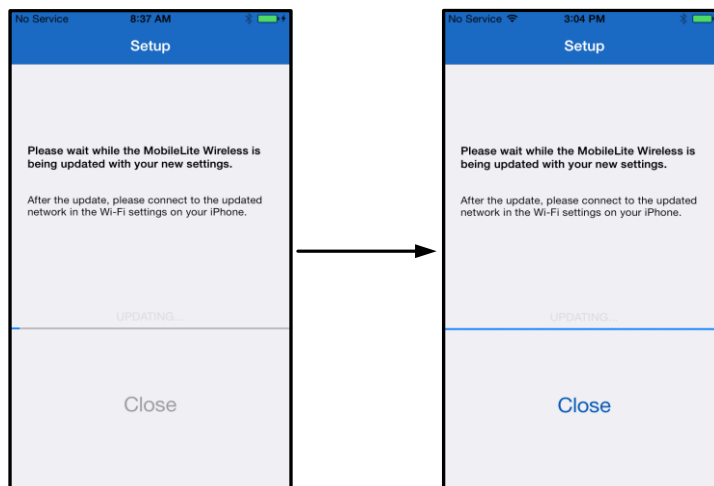 No Service 8:37 AM
Setup
Please wait while the MobileLite Wireless is
being updated with your new settings.
After the update, please connect to the updated
network in the Wi-Fi settings on your iPhone.
UPDATING...
Close
No Service 3:04 PM
Setup
Please wait while the MobileLite Wireless is
being updated with your new settings.
After the update, please connect to the updated
network in the Wi-Fi settings on your iPhone.
UPDATING...
Close